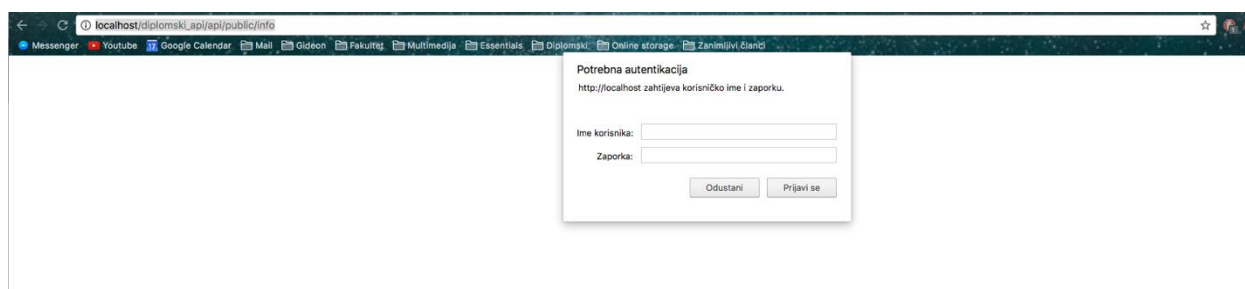 localhost/diplomski_api/api/public/info
Messenger Youtube 17 Google Calendar Mail Gideon Fakultet Multimedija Essentials Diplomski Online storage Zanimljivi članci
Potrebna autentikacija
http://localhost zahtijeva korisničko ime i zaporku.
Ime korisnika:
Zaporka:
Odustani Prijavi se